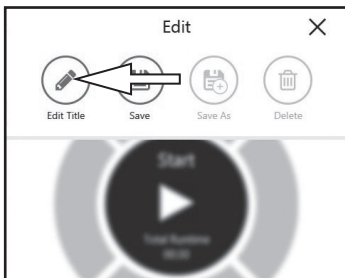 Edit
Edit Title Save Save As Delete
Start
Total Runtime
00:00